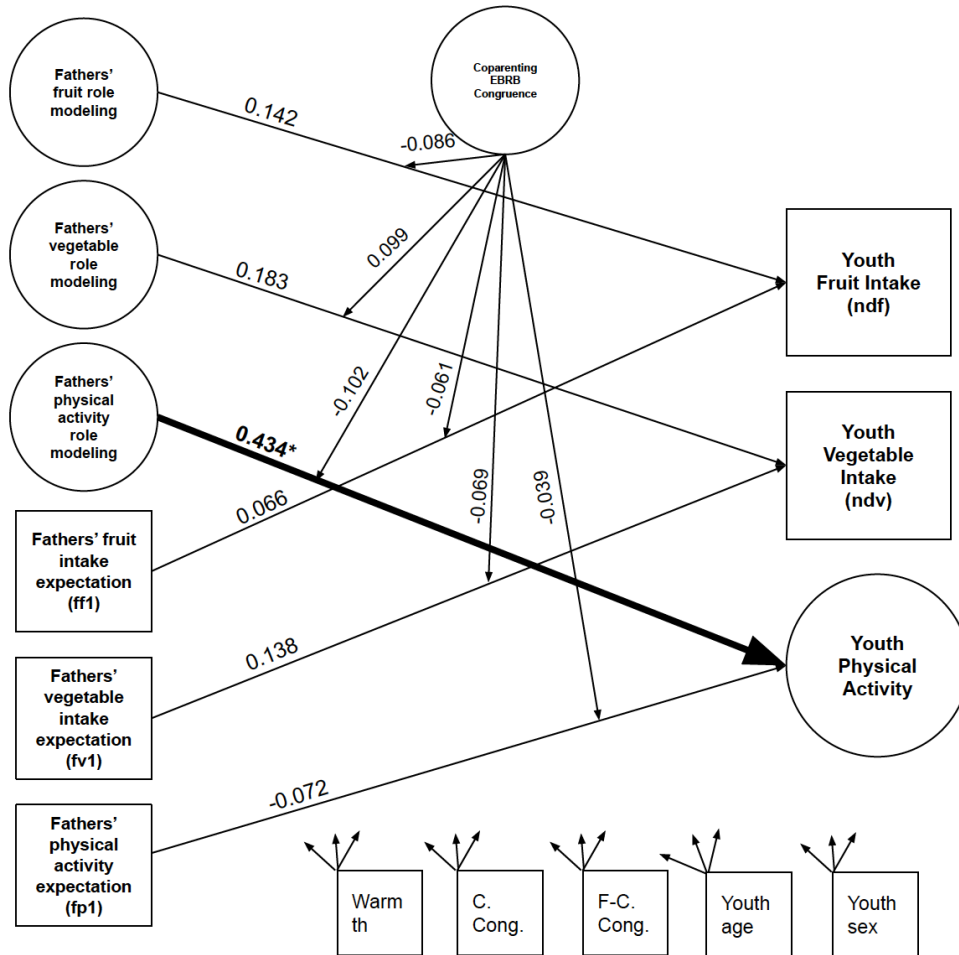 Fathers'
fruit role
modeling
Coparenting
EBRB
Congruence
0.142
-0.086
Fathers'
vegetable
role
modeling
0.183
0.099
Youth
Fruit Intake
(ndf)
Fathers'
physical
activity
role
modeling
0.434*
-0.102
-0.061
-0.069
-0.039
Youth
Vegetable
Intake
(ndv)
0.066
Fathers' fruit
intake
expectation
(ff1)
0.138
Fathers'
vegetable
intake
expectation
(fv1)
Youth
Physical
Activity
-0.072
Fathers'
physical
activity
expectation
(fp1)
Warm
th
C.
Cong.
F-C.
Cong.
Youth
age
Youth
sex